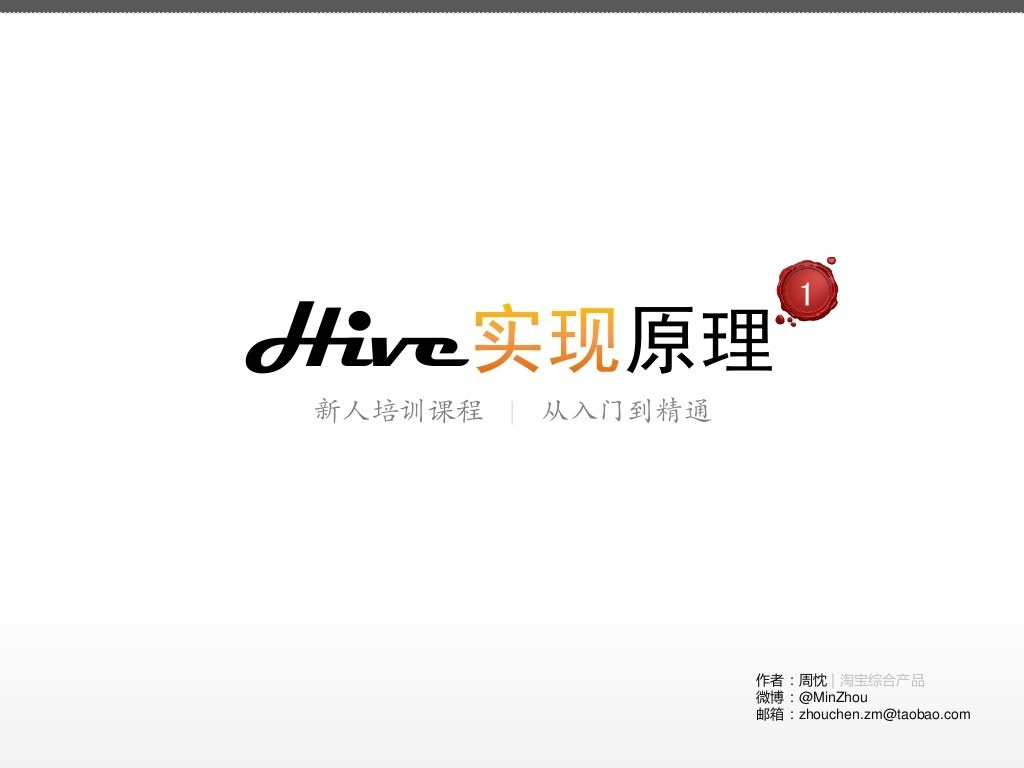 1
Hive实现原理
新人培训课程 | 从入门到精通
作者：周忱 | 淘宝综合产品
微博：@MinZhou
邮箱：zhouchen.zm@taobao.com